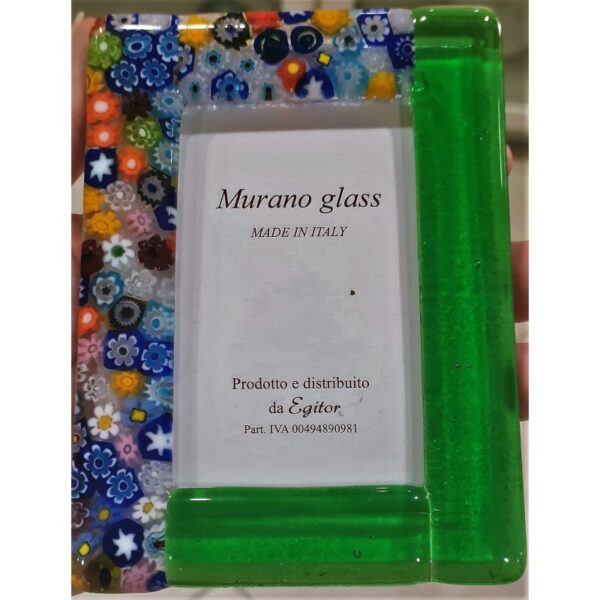 Murano glass
MADE IN ITALY
Prodotto e distribuito
da Egitor
Part. IVA 00494890981